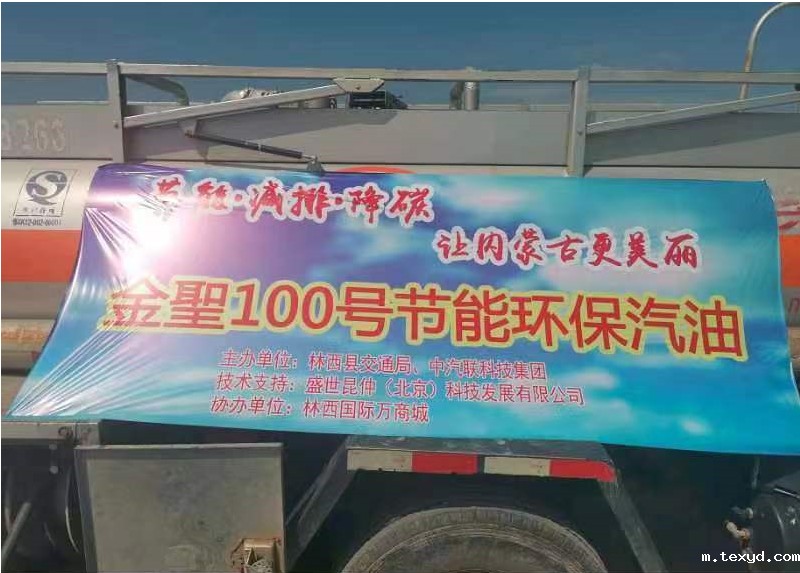 8266
节能·减排·降碳
让内蒙古更美丽
金聖100号节能环保汽油
主办单位：林西县交通局、中汽联科技集团
技术支持：盛世昆仲（北京）科技发展有限公司
协办单位：林西国际万商城
m.texyd.com